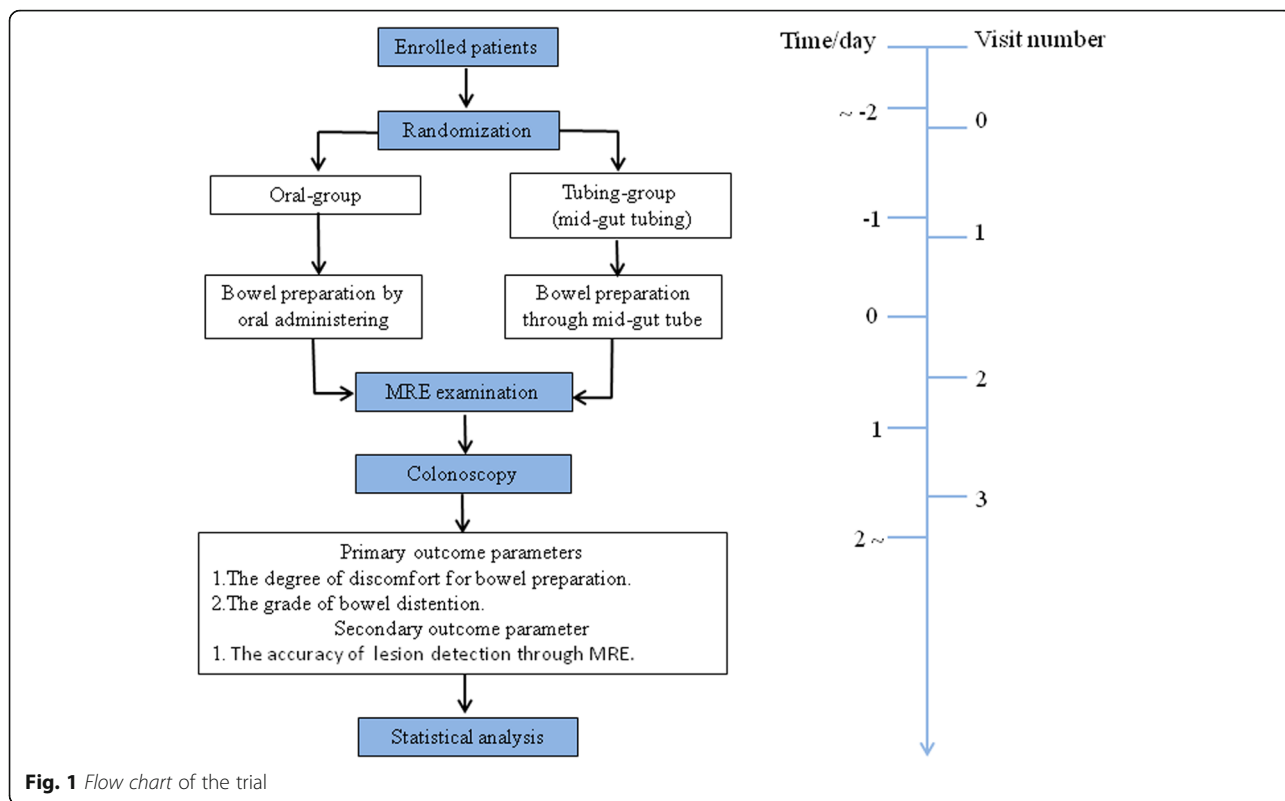 Enrolled patients
Randomization
Oral-group
Tubing-group
(mid-gut tubing)
Bowel preparation by
oral administering
Bowel preparation
through mid-gut tube
MRE examination
Colonoscopy
Primary outcome parameters
1.The degree of discomfort for bowel preparation.
2.The grade of bowel distention.
Secondary outcome parameter
1. The accuracy of lesion detection through MRE.
Statistical analysis
Time/day
Visit number
~ -2
0
-1
1
0
2
1
3
2 ~
Fig. 1 Flow chart of the trial